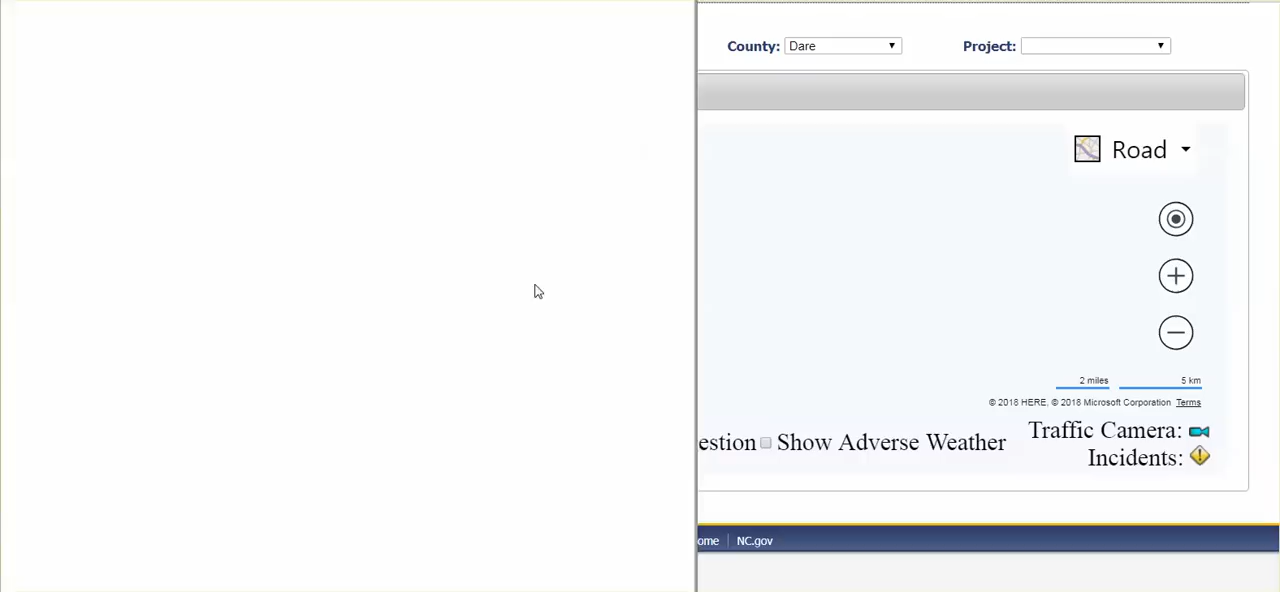 County: Dare Project:
Road
2 miles 5 km
© 2018 HERE, © 2018 Microsoft Corporation Terms
estion Show Adverse Weather Traffic Camera:
Incidents:
ome NC.gov